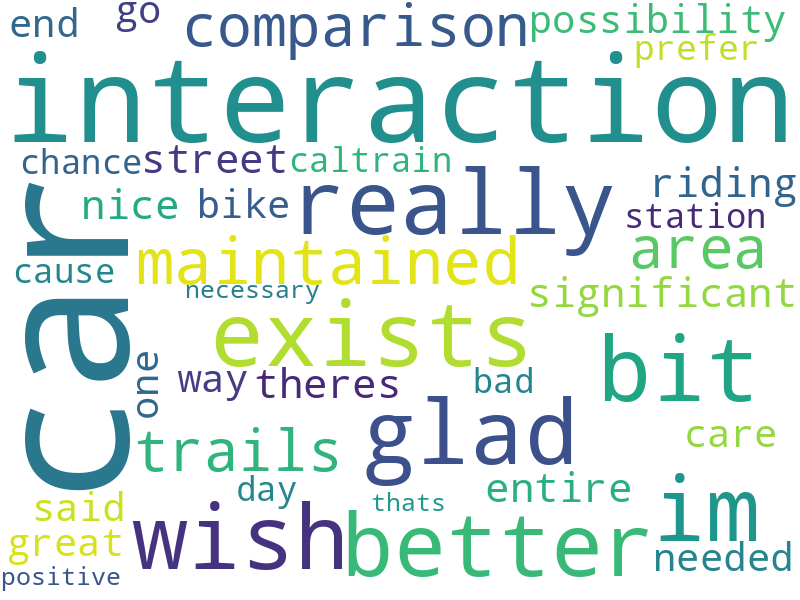 end
go
comparison
possibility
prefer
interaction
chance
street
caltrain
really
riding
nice
bike
station
car
maintained
area
cause
necessary
significant
exists
bit
one
way
theres
bad
glad
care
trails
day
entire
im
said
thats
wish
better
great
needed
positive